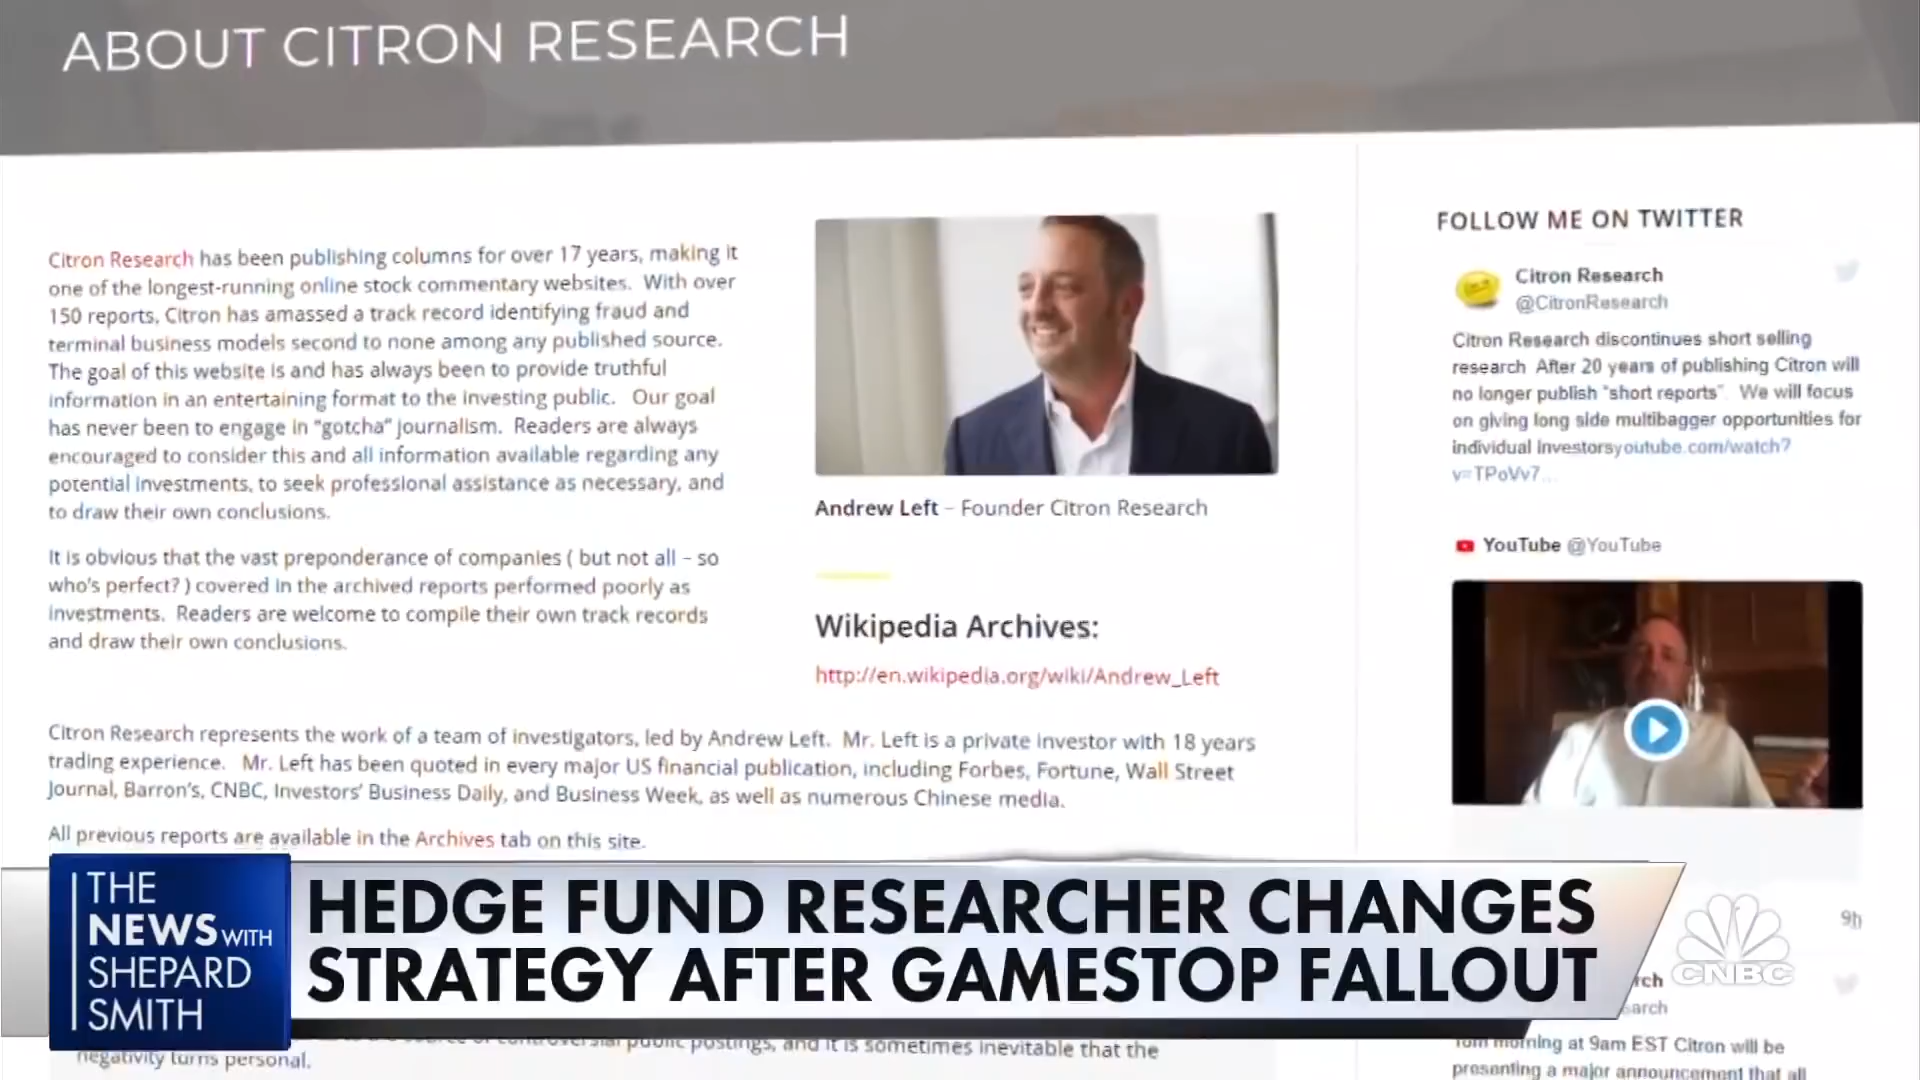 ABOUT CITRON RESEARCH
Citron Research has been publishing columns for over 17 years, making it
one of the longest-running online stock commentary websites. With over
150 reports, Citron has amassed a track record identifying fraud and
terminal business models second to none among any published source.
The goal of this website is and has always been to provide truthful
information in an entertaining format to the investing public. Our goal
has never been to engage in "gotcha" journalism. Readers are always
encouraged to consider this and all information available regarding any
potential investments, to seek professional assistance as necessary, and
to draw their own conclusions.
It is obvious that the vast preponderance of companies ( but not all – so
who's perfect? ) covered in the archived reports performed poorly as
investments. Readers are welcome to compile their own track records
and draw their own conclusions.
Andrew Left – Founder Citron Research
Wikipedia Archives:
http://en.wikipedia.org/wiki/Andrew_Left
Citron Research represents the work of a team of investigators, led by Andrew Left. Mr. Left is a private investor with 18 years
trading experience. Mr. Left has been quoted in every major US financial publication, including Forbes, Fortune, Wall Street
Journal, Barron's, CNBC, Investors' Business Daily, and Business Week, as well as numerous Chinese media.
All previous reports are available in the Archives tab on this site.
public postings, and it is sometimes inevitable that the
negativity turns personal.
FOLLOW ME ON TWITTER
Citron Research
@CitronResearch
Citron Research discontinues short selling
research After 20 years of publishing Citron will
no longer publish "short reports". We will focus
on giving long side multibagger opportunities for
individual investorsyoutube.com/watch?
v=TPoVv7...
YouTube @YouTube
9h
morning at 9am EST Citron will be
presenting a major announcement that all
THE
NEWS WITH
SHEPARD
SMITH
HEDGE FUND RESEARCHER CHANGES
STRATEGY AFTER GAMESTOP FALLOUT
CNBC